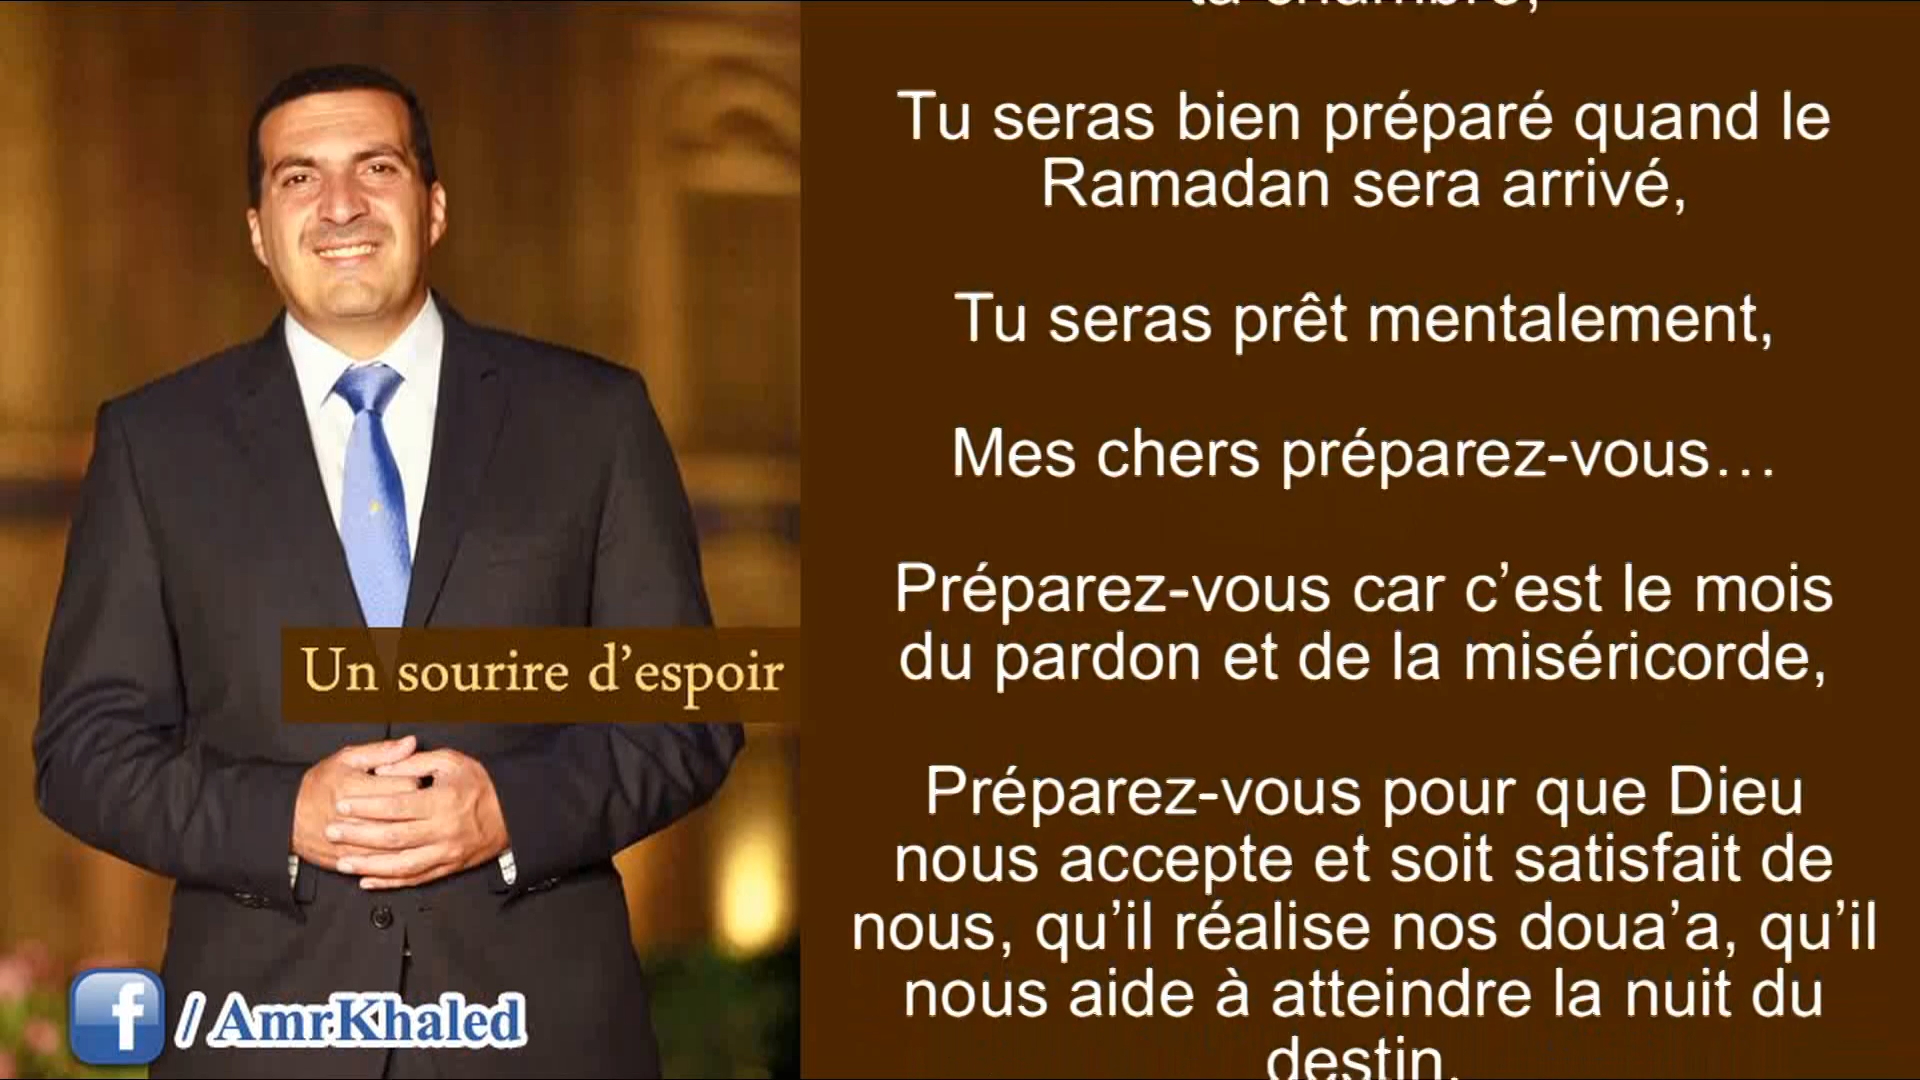 ta chambre,
Tu seras bien préparé quand le
Ramadan sera arrivé,
Tu seras prêt mentalement,
Mes chers préparez-vous…
Préparez-vous car c’est le mois
du pardon et de la miséricorde,
Préparez-vous pour que Dieu
nous accepte et soit satisfait de
nous, qu’il réalise nos doua’a, qu’il
nous aide à atteindre la nuit du
destin.
Un sourire d’espoir
f / AmrKhaled